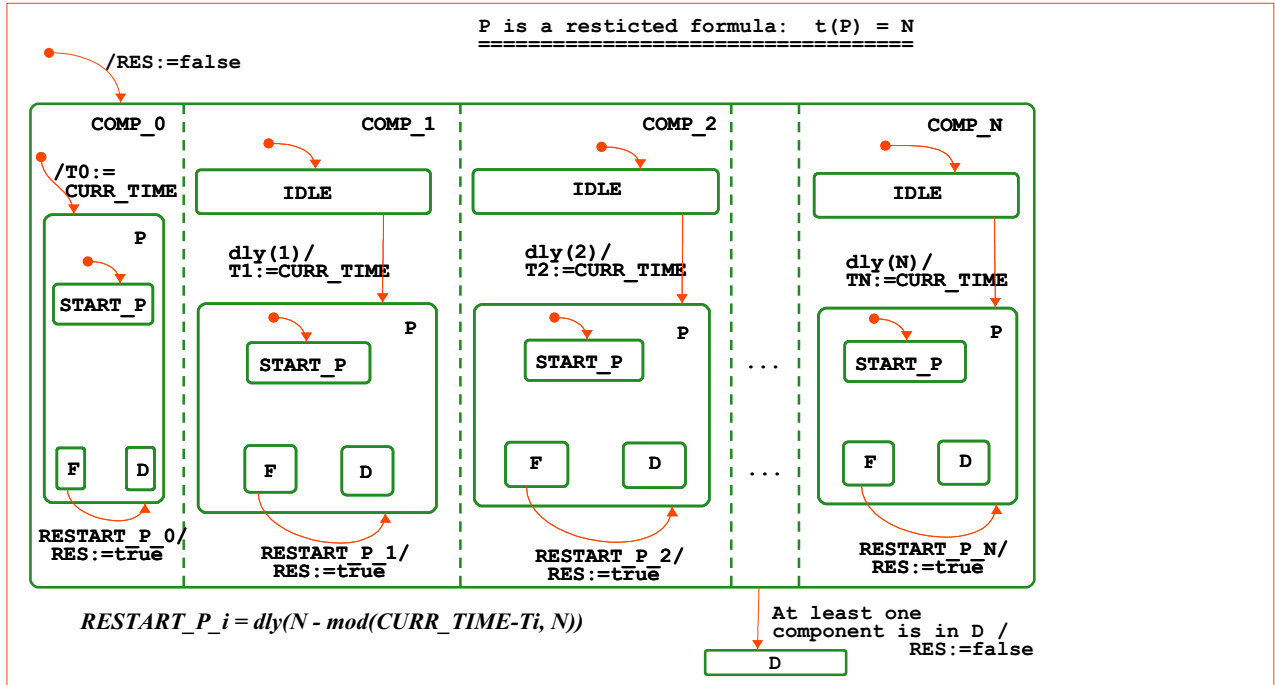 P is a resticted formula:  t(P) = N
===================================
/RES:=false
COMP_0
COMP_1
COMP_2
COMP_N
/T0:=
CURR_TIME
IDLE
IDLE
IDLE
P
dly(1)/
T1:=CURR_TIME
dly(2)/
T2:=CURR_TIME
dly(N)/
TN:=CURR_TIME
START_P
P
P
P
START_P
START_P
...
START_P
F
D
F
D
F
D
...
F
D
RESTART_P_0/
RES:=true
RESTART_P_1/
RES:=true
RESTART_P_2/
RES:=true
RESTART_P_N/
RES:=true
RESTART_P_i = dly(N - mod(CURR_TIME-Ti, N))
At least one
component is in D /
RES:=false
D